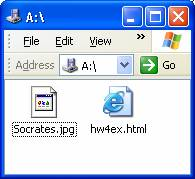 A:\
File Edit View »
Address A:\ Go
Socrates.jpg hw4ex.html